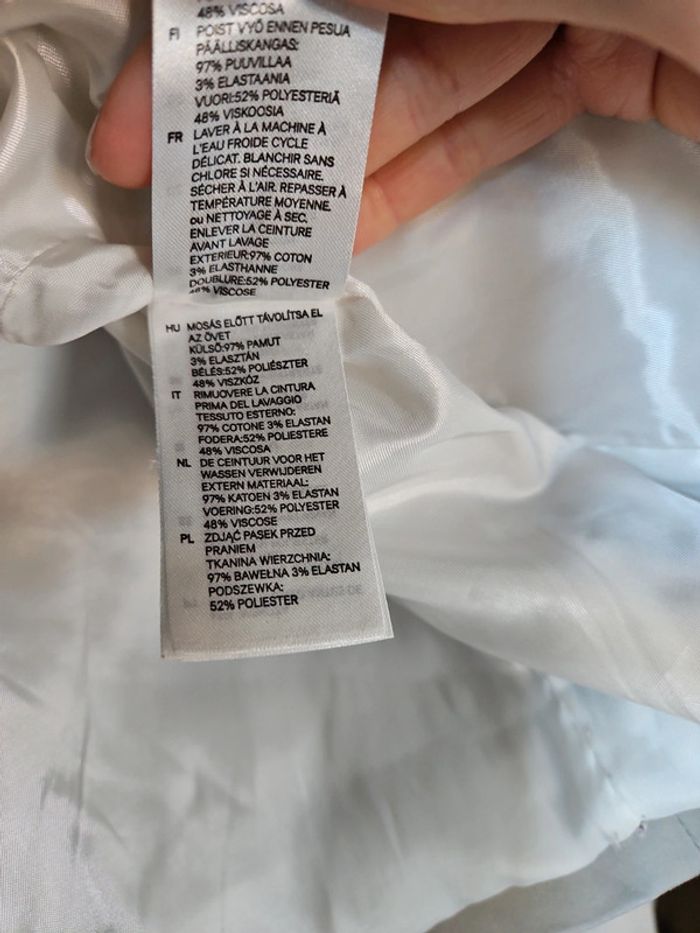 48% VISCOSA
FI POIST VYÖ ENNEN PESUA
PÄÄLLISKANGAS:
97% PUUVILLAA
3% ELASTAANIA
VUORI:52% POLYESTERIÄ
48% VISKOOSIA
FR LAVER À LA MACHINE À
L'EAU FROIDE CYCLE
DÉLICAT. BLANCHIR SANS
CHLORE SI NÉCESSAIRE.
SÉCHER À L'AIR. REPASSER À
TEMPÉRATURE MOYENNE.
ou NETTOYAGE À SEC.
ENLEVER LA CEINTURE
AVANT LAVAGE
EXTERIEUR:97% COTON
3% ELASTHANNE
DOUBLURE:52% POLYESTER
48% VISCOSE
HU MOSÁS ELŐTT TÁVOLÍTSA EL
AZ ÖVET
KÜLSŐ:97% PAMUT
3% ELASZTÁN
BÉLÉS:52% POLIÉSZTER
48% VISZKÓZ
IT RIMUOVERE LA CINTURA
PRIMA DEL LAVAGGIO
TESSUTO ESTERNO:
97% COTONE 3% ELASTAN
FODERA:52% POLIESTERE
48% VISCOSA
NL DE CEINTUUR VOOR HET
WASSEN VERWIJDEREN
EXTERN MATERIAAL:
97% KATOEN 3% ELASTAN
VOERING:52% POLYESTER
48% VISCOSE
PL ZDJĄĆ PASEK PRZED
PRANIEM
TKANINA WIERZCHNIA:
97% BAWEŁNA 3% ELASTAN
PODSZEWKA:
52% POLIESTER